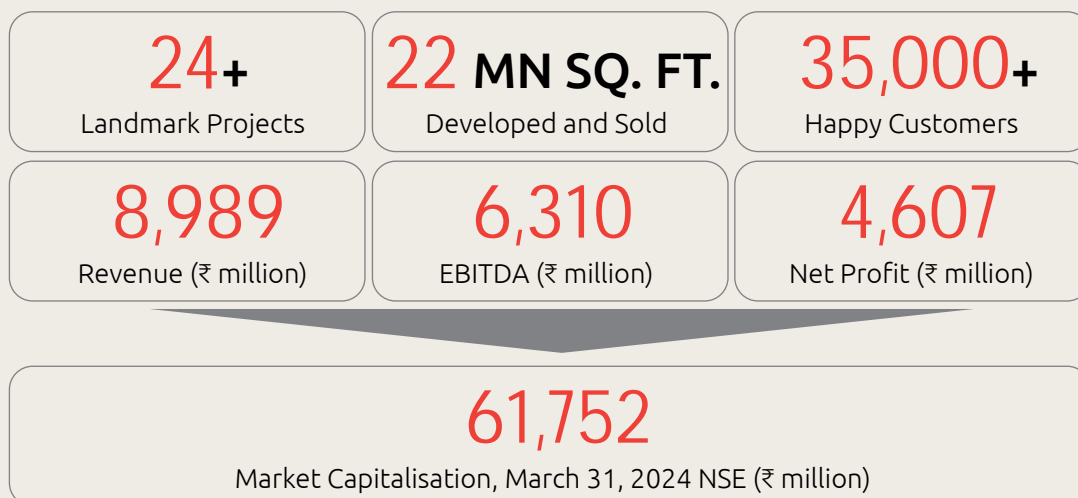 24+
Landmark Projects
22 MN SQ. FT.
Developed and Sold
35,000+
Happy Customers
8,989
Revenue (₹ million)
6,310
EBITDA (₹ million)
4,607
Net Profit (₹ million)
61,752
Market Capitalisation, March 31, 2024 NSE (₹ million)